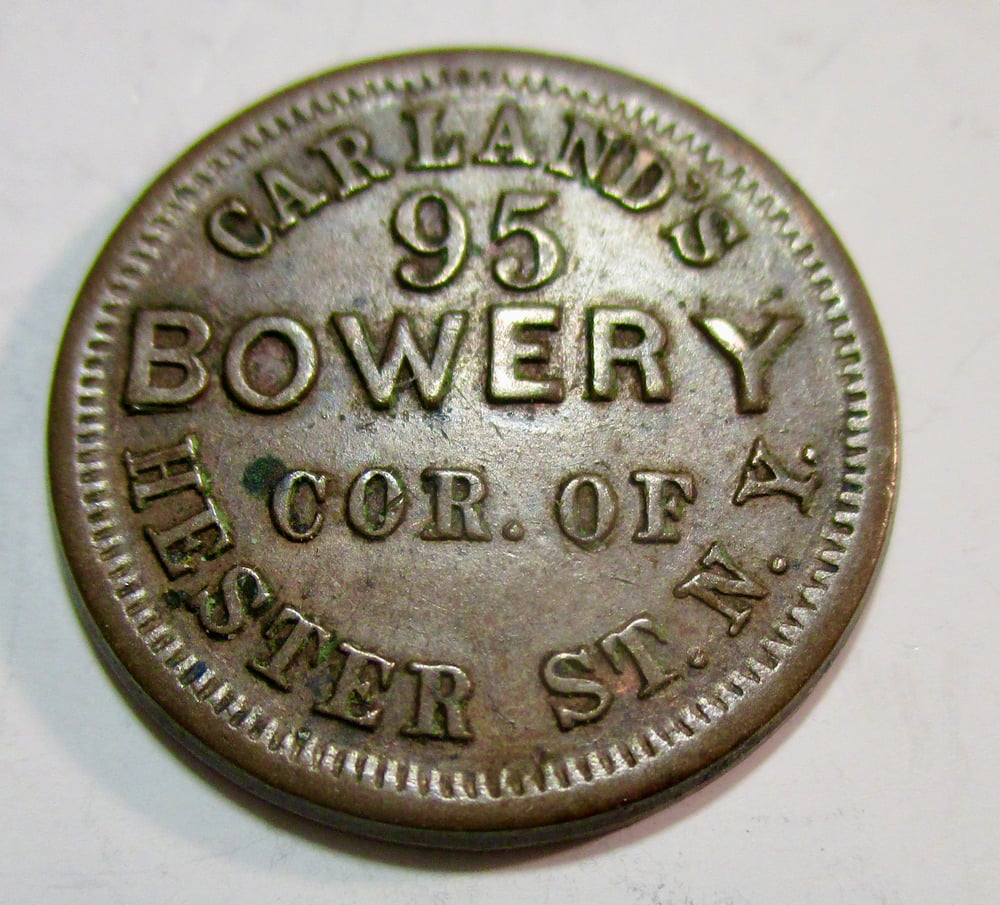 CARLAND'S
95
BOWERY
COR. OF
HESTER ST. N. Y.